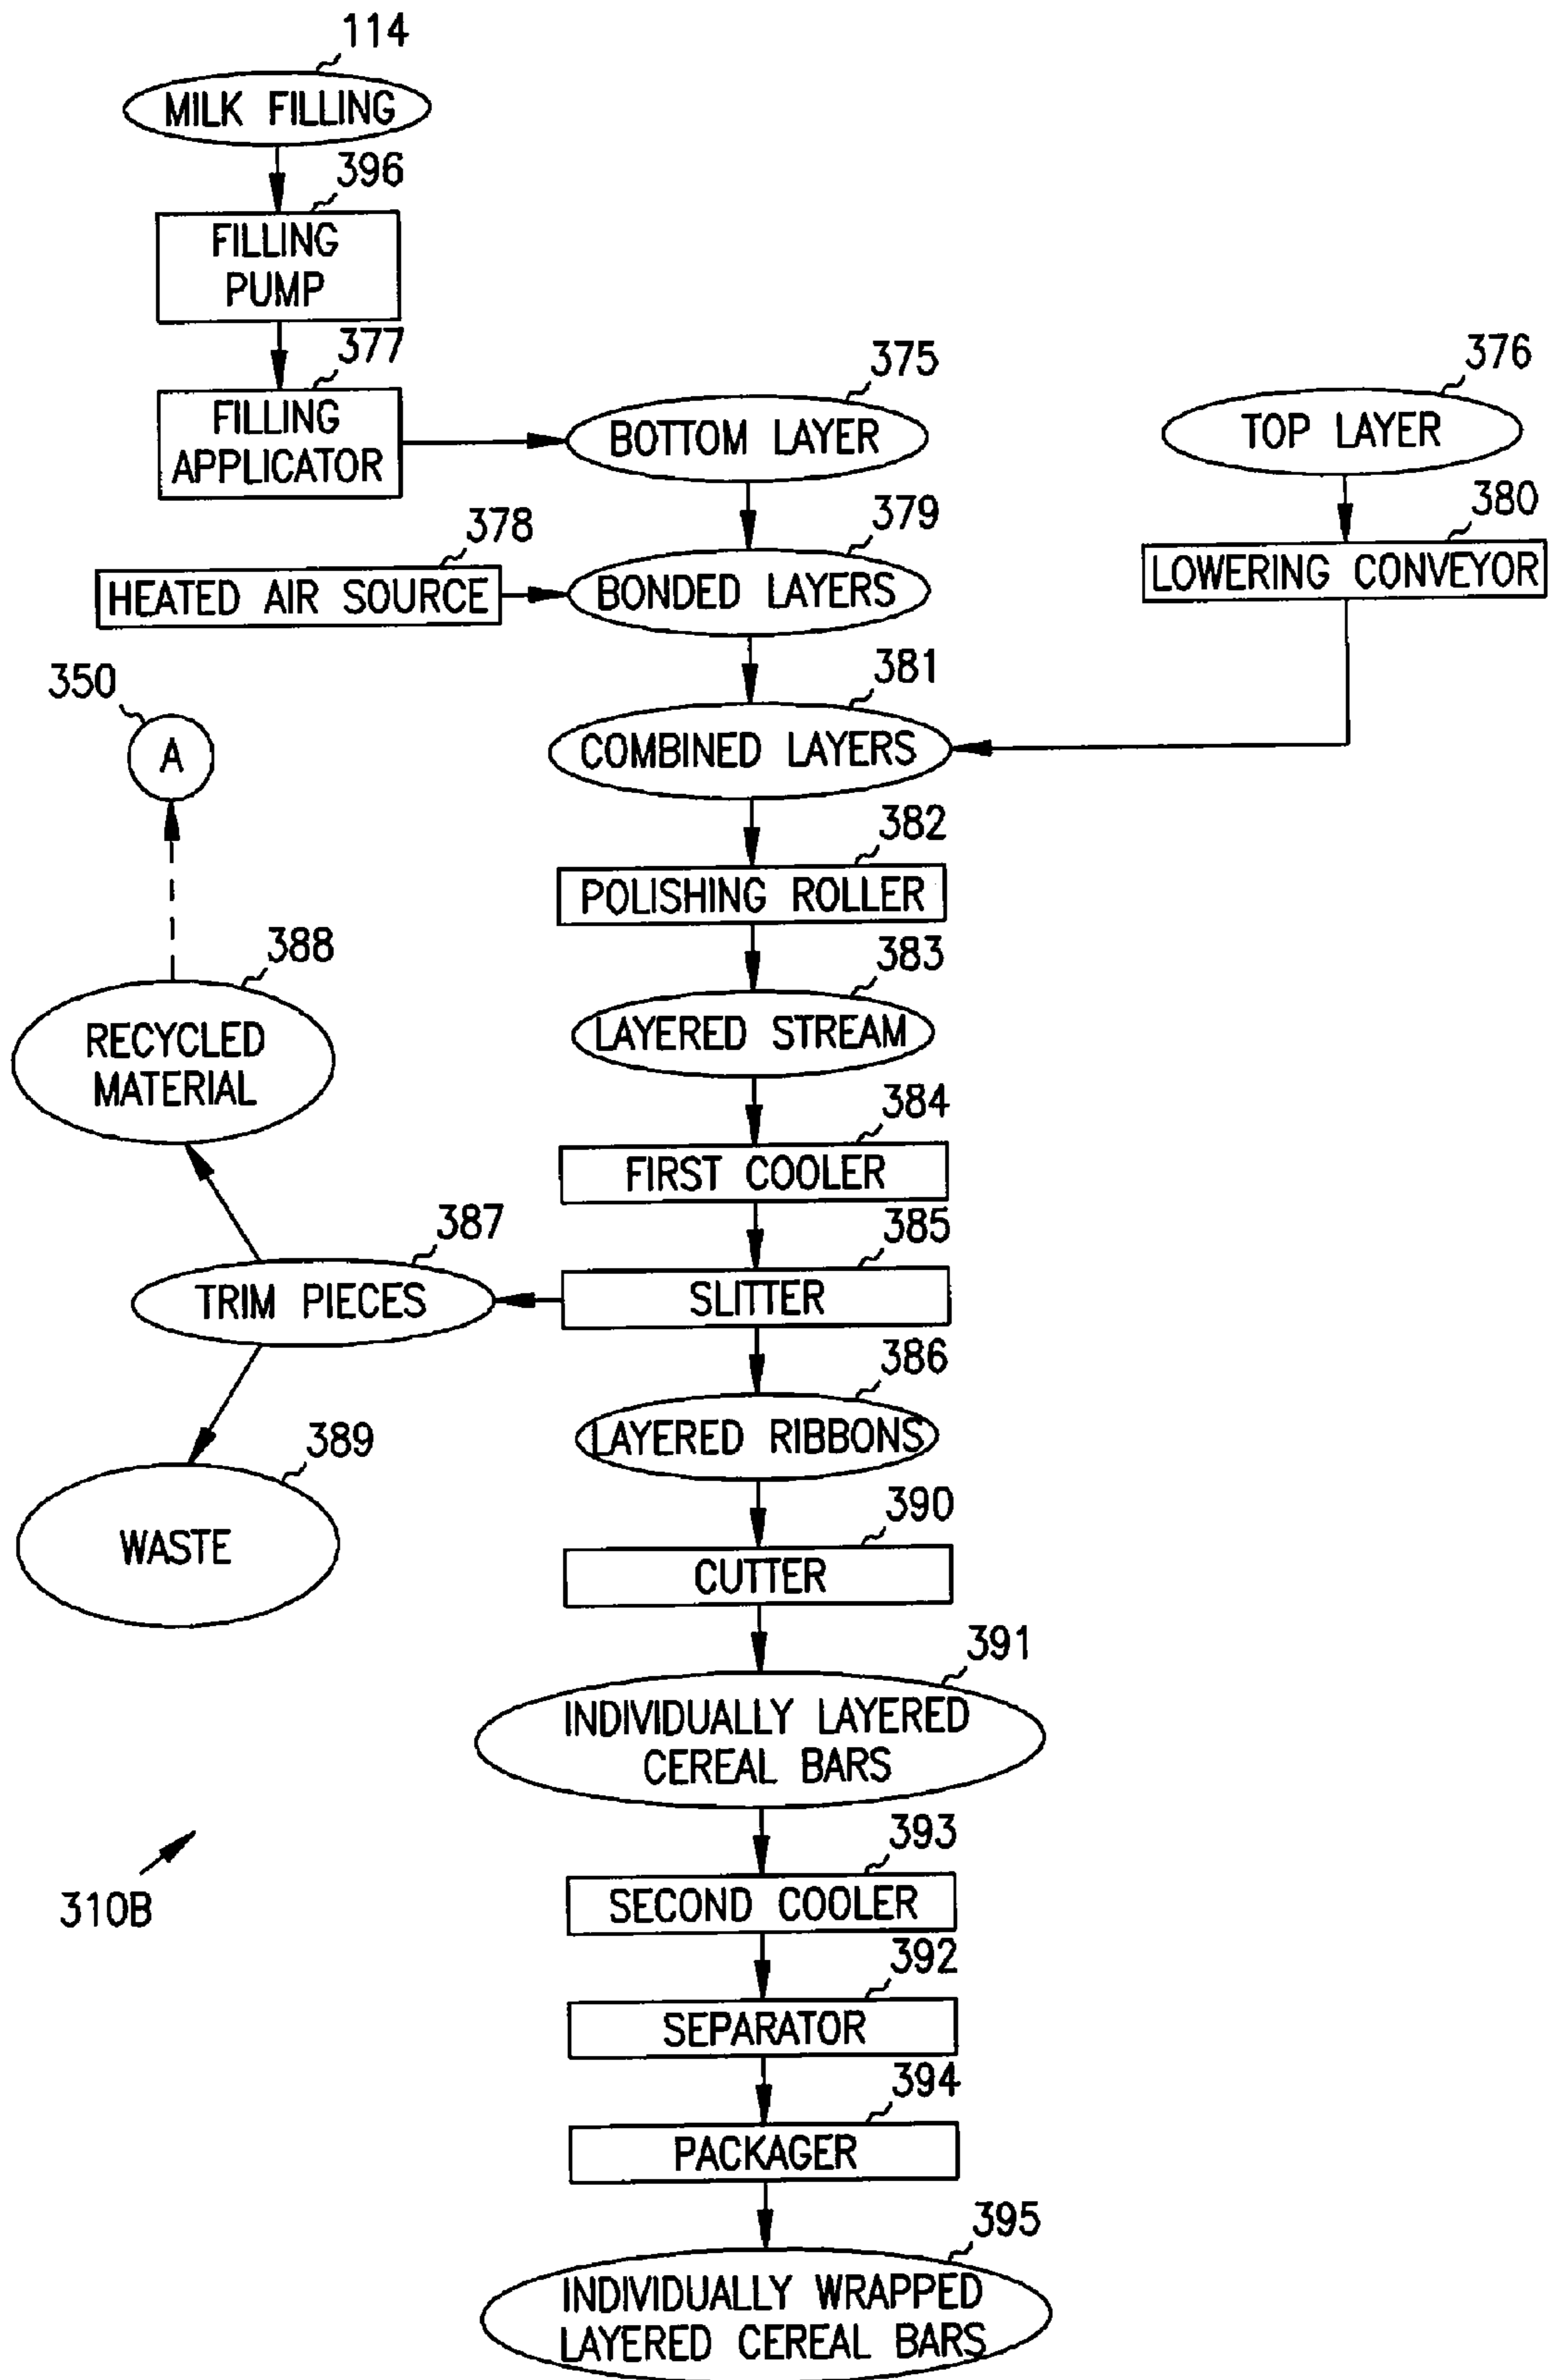 114
MILK FILLING
396
FILLING
PUMP
377
FILLING
APPLICATOR
375
BOTTOM LAYER
376
TOP LAYER
378
HEATED AIR SOURCE
379
BONDED LAYERS
380
LOWERING CONVEYOR
350
A
381
COMBINED LAYERS
382
POLISHING ROLLER
388
RECYCLED
MATERIAL
383
LAYERED STREAM
384
FIRST COOLER
387
TRIM PIECES
385
SLITTER
386
LAYERED RIBBONS
389
WASTE
390
CUTTER
391
INDIVIDUALLY LAYERED
CEREAL BARS
310B
393
SECOND COOLER
392
SEPARATOR
394
PACKAGER
395
INDIVIDUALLY WRAPPED
LAYERED CEREAL BARS